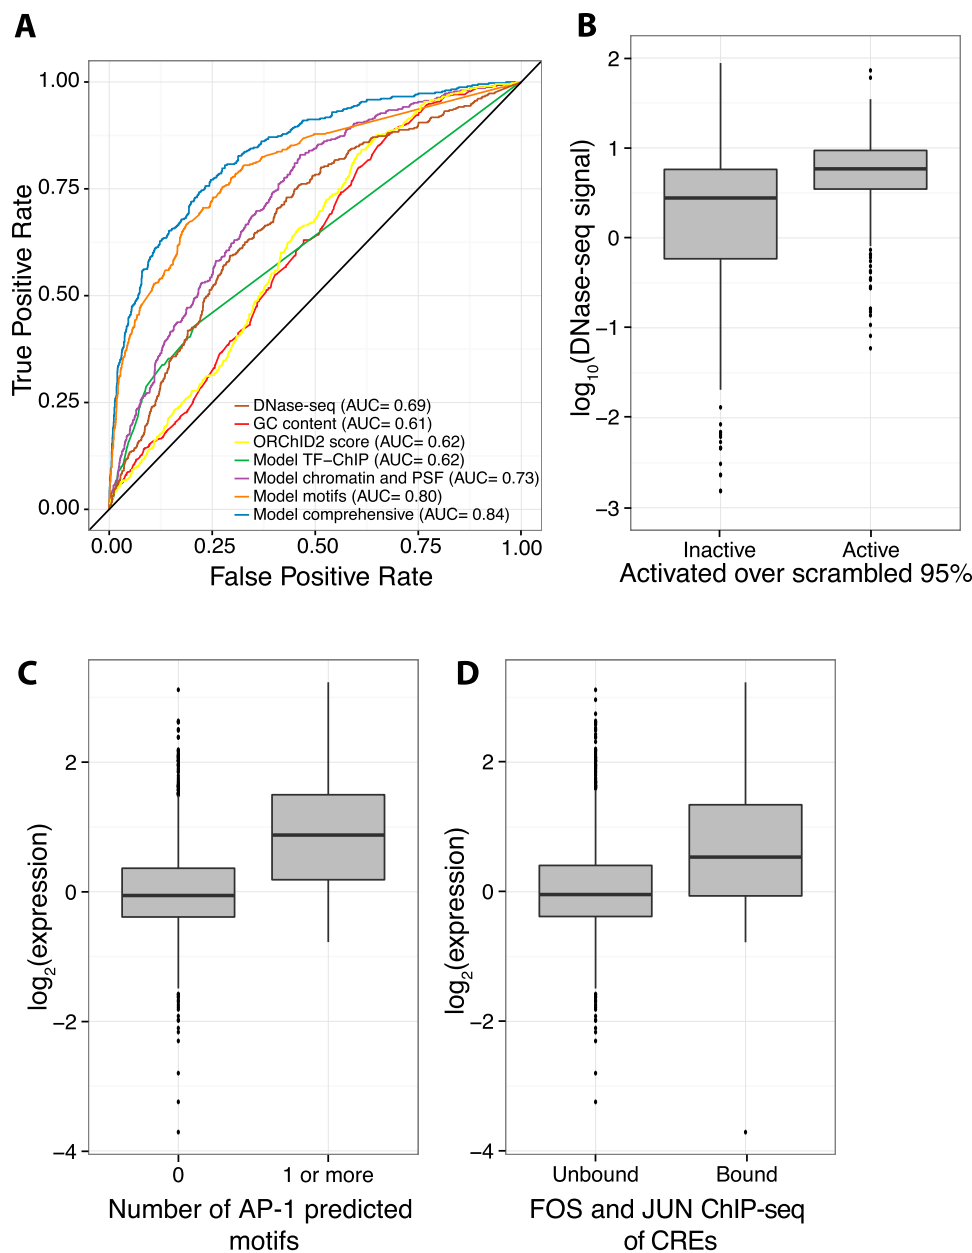 A
True Positive Rate
1.00
0.75
0.50
0.25
0.00
DNase-seq (AUC= 0.69)
GC content (AUC= 0.61)
ORChID2 score (AUC= 0.62)
Model TF−ChIP (AUC= 0.62)
Model chromatin and PSF (AUC= 0.73)
Model motifs (AUC= 0.80)
Model comprehensive (AUC= 0.84)
0.00 0.25 0.50 0.75 1.00
False Positive Rate
B
log10(DNase-seq signal)
2
1
0
−1
−2
−3
Inactive Active
Activated over scrambled 95%
C
log2(expression)
2
0
−2
−4
0 1 or more
Number of AP-1 predicted
motifs
D
log2(expression)
2
0
−2
−4
Unbound Bound
FOS and JUN ChIP-seq
of CREs